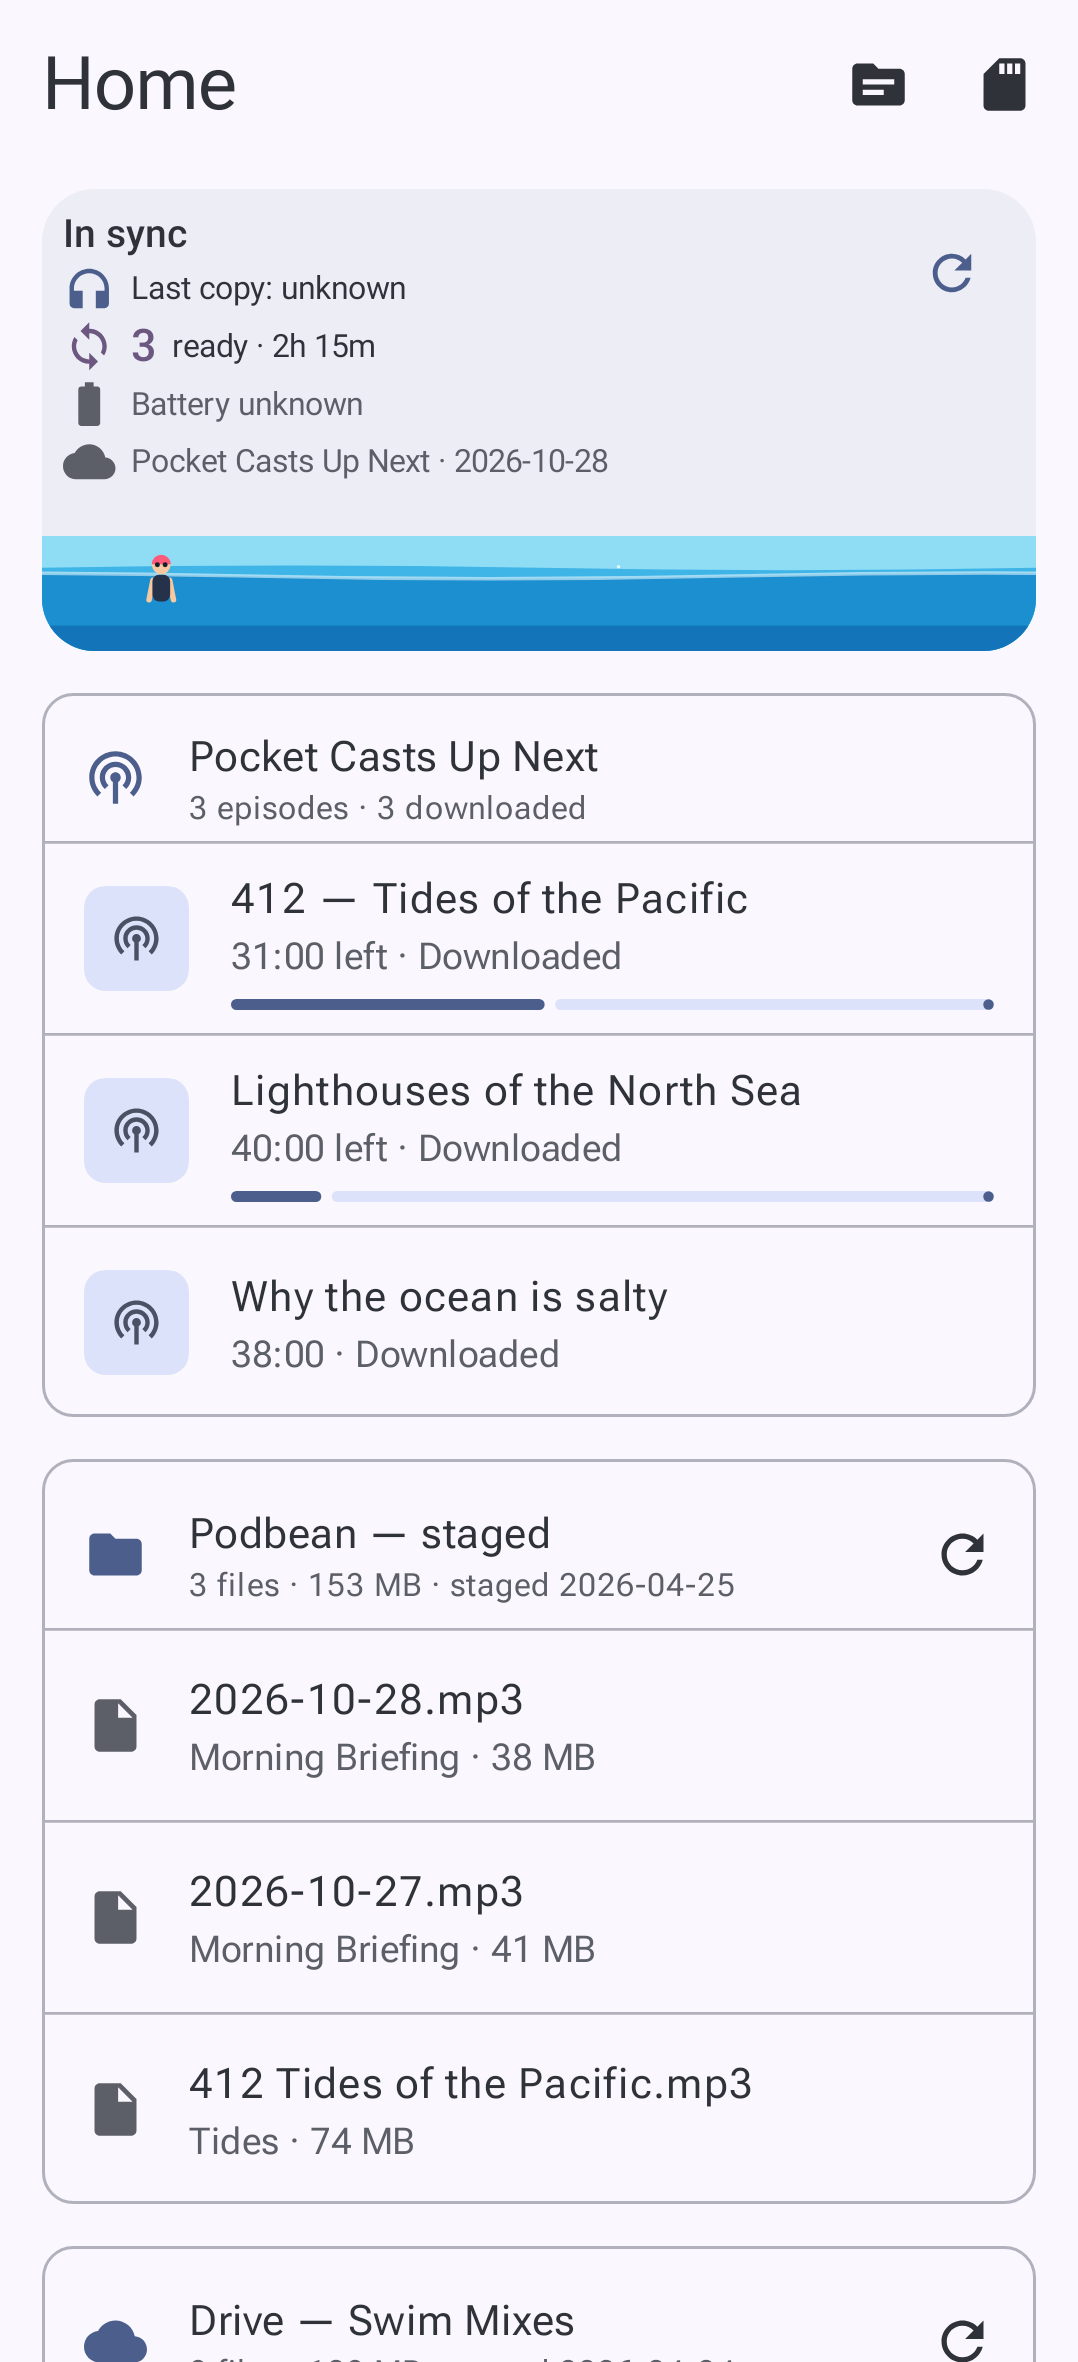 Home
In sync
Last copy: unknown
3 ready · 2h 15m
Battery unknown
Pocket Casts Up Next · 2026-10-28
Pocket Casts Up Next
3 episodes · 3 downloaded
412 — Tides of the Pacific
31:00 left · Downloaded
Lighthouses of the North Sea
40:00 left · Downloaded
Why the ocean is salty
38:00 · Downloaded
Podbean — staged
3 files · 153 MB · staged 2026-04-25
2026-10-28.mp3
Morning Briefing · 38 MB
2026-10-27.mp3
Morning Briefing · 41 MB
412 Tides of the Pacific.mp3
Tides · 74 MB
Drive — Swim Mixes